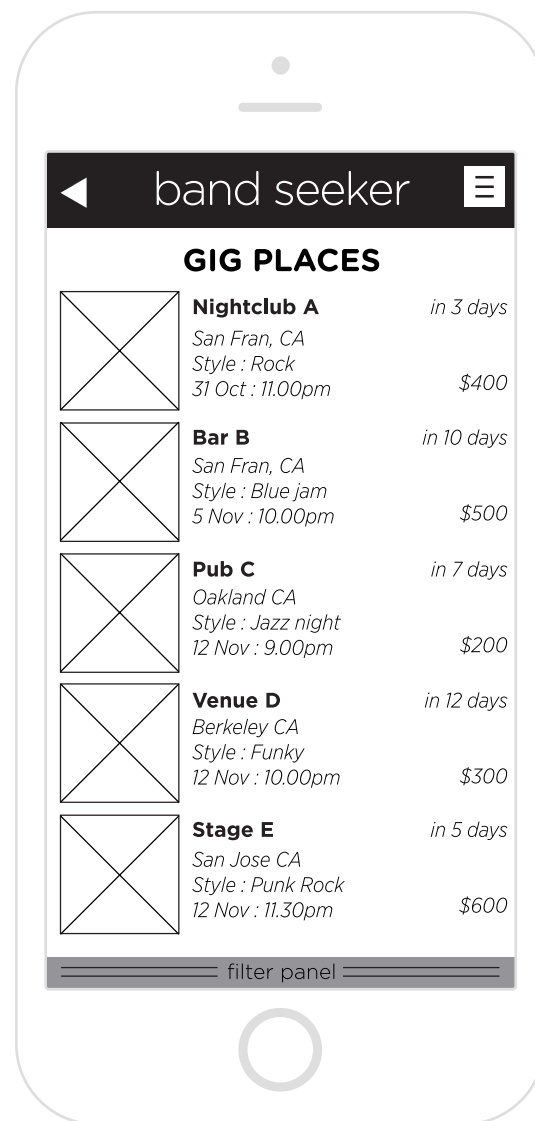 band seeker
GIG PLACES
Nightclub A in 3 days
San Fran, CA
Style : Rock
31 Oct : 11.00pm $400
Bar B in 10 days
San Fran, CA
Style : Blue jam
5 Nov : 10.00pm $500
Pub C in 7 days
Oakland CA
Style : Jazz night
12 Nov : 9.00pm $200
Venue D in 12 days
Berkeley CA
Style : Funky
12 Nov : 10.00pm $300
Stage E in 5 days
San Jose CA
Style : Punk Rock
12 Nov : 11.30pm $600
filter panel